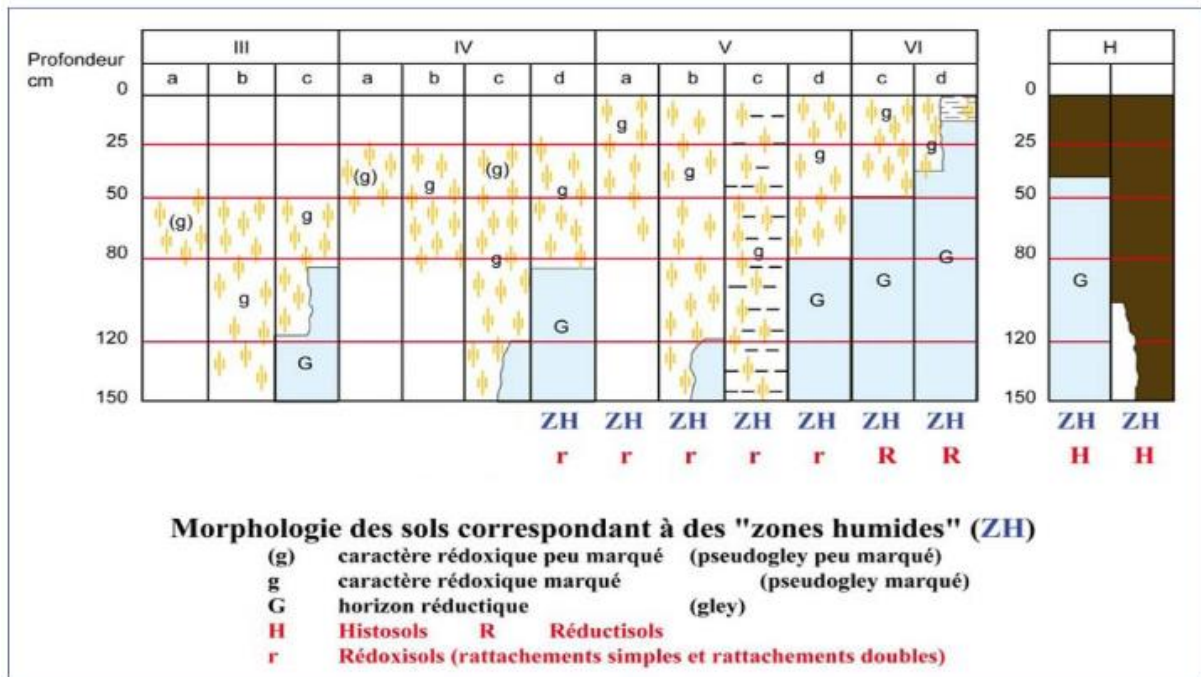 III IV V VI H
Profondeur
cm
a b c a b c d a b c d c d
0 0
g g g
25 25
g g g
(g) g (g) g g
50 50
(g) g
80 80
g g G
g G G G G
120 120
G G
150 150
ZH ZH ZH ZH ZH ZH ZH ZH ZH
r r r r r R R H H
Morphologie des sols correspondant à des "zones humides" (ZH)
(g) caractère rédoxique peu marqué (pseudogley peu marqué)
g caractère rédoxique marqué (pseudogley marqué)
G horizon réductique (gley)
H Histosols R Réductisols
r Rédoxisols (rattachements simples et rattachements doubles)